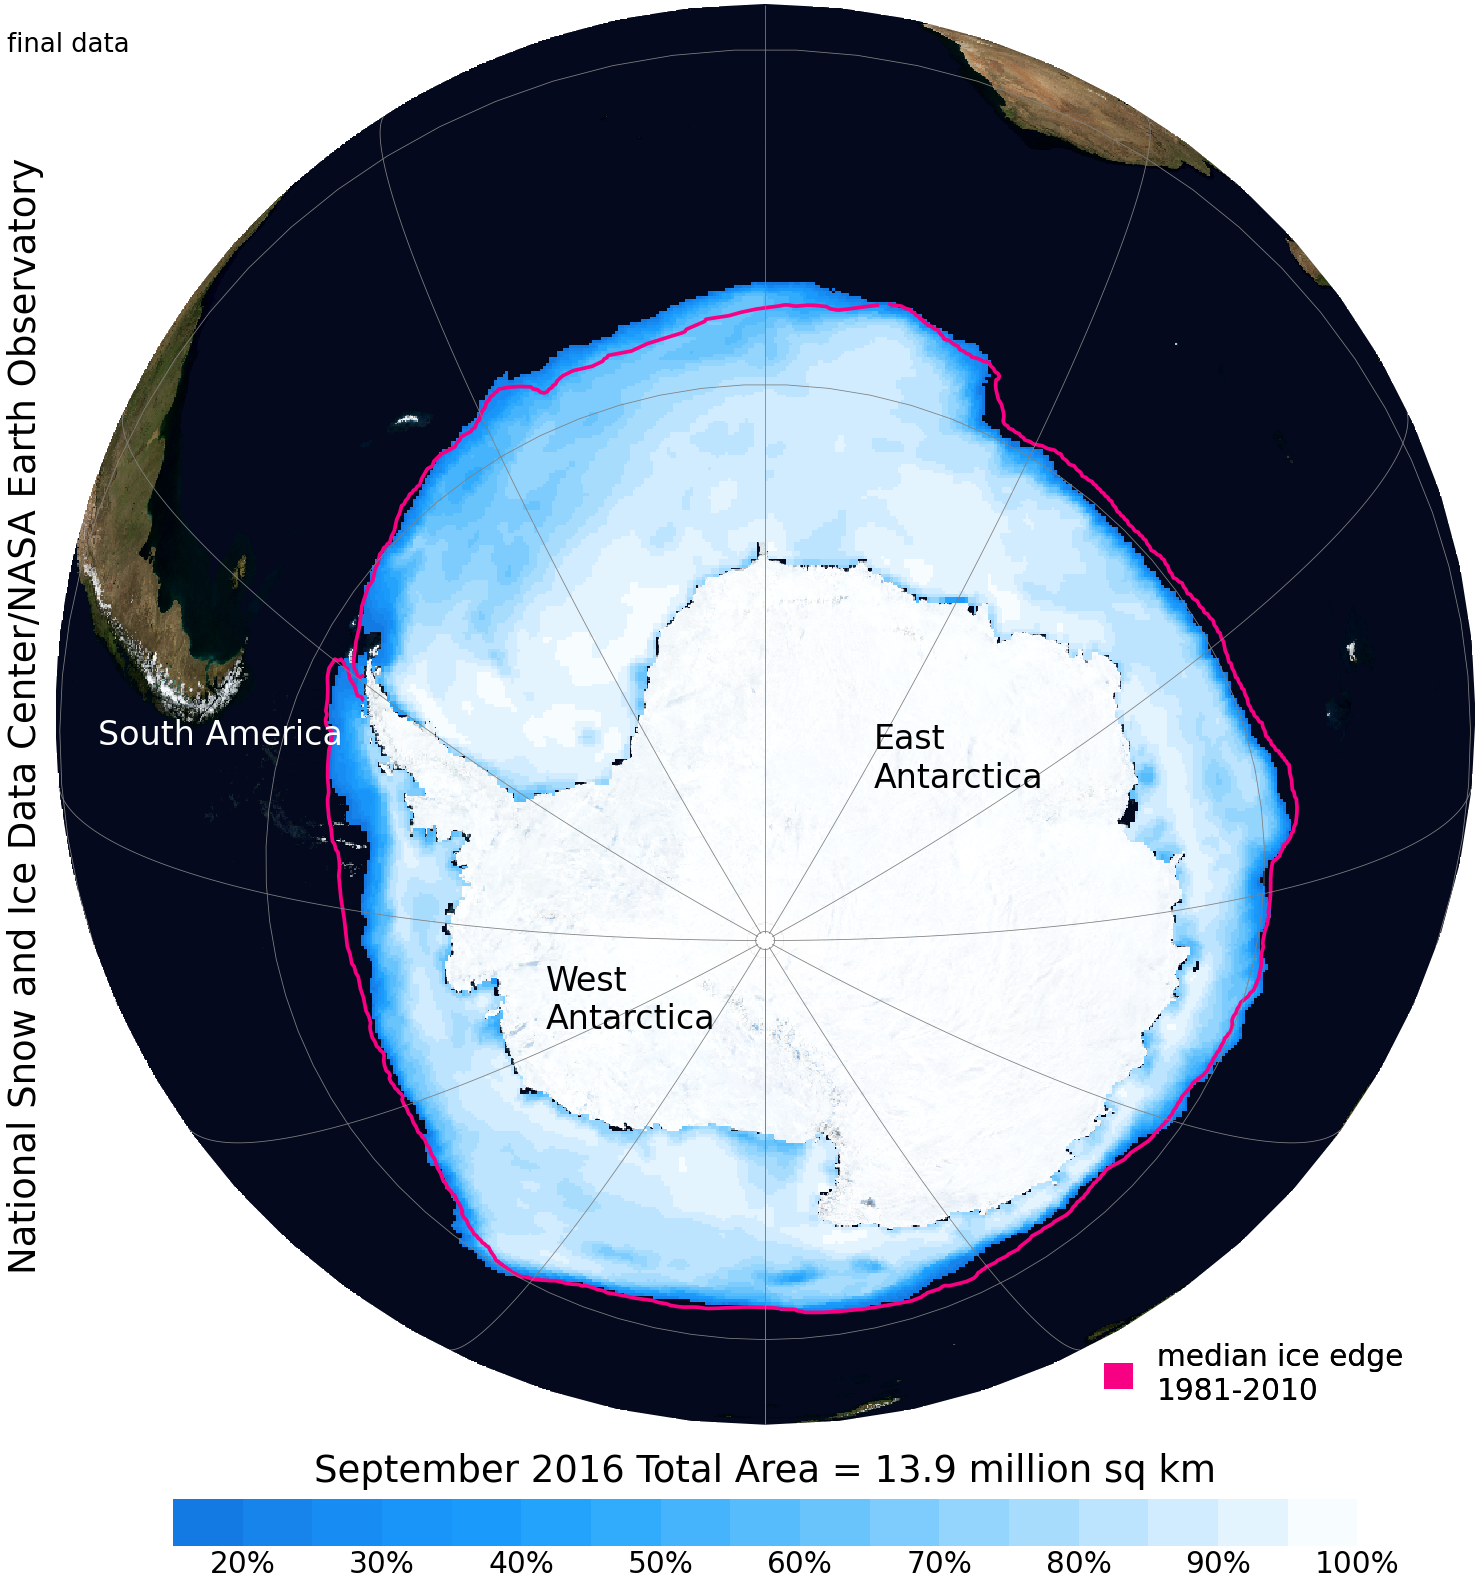 final data
National Snow and Ice Data Center/NASA Earth Observatory
South America
East
Antarctica
West
Antarctica
median ice edge
1981-2010
September 2016 Total Area = 13.9 million sq km
20% 30% 40% 50% 60% 70% 80% 90% 100%